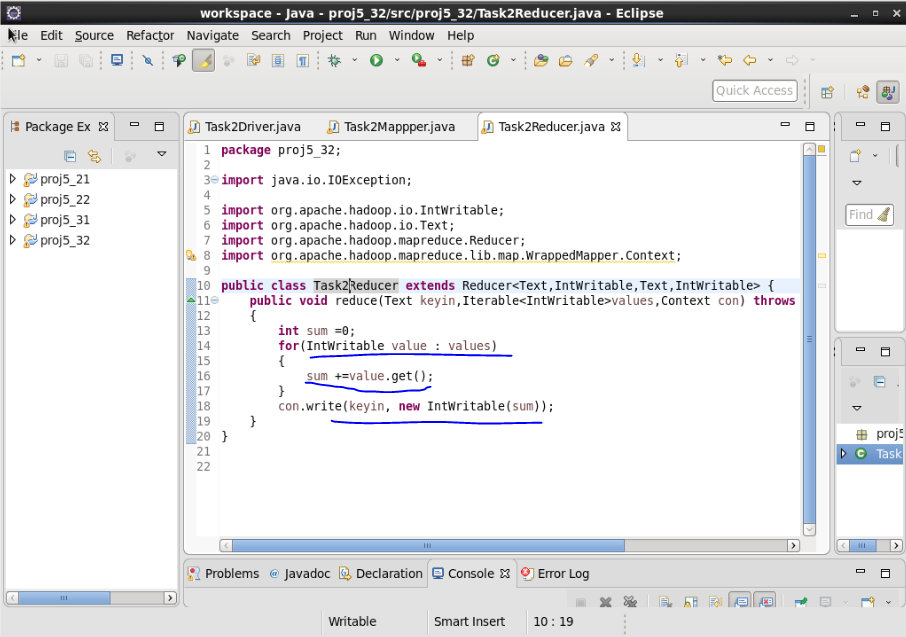 workspace - Java - proj5_32/src/proj5_32/Task2Reducer.java - Eclipse
File Edit Source Refactor Navigate Search Project Run Window Help
Quick Access
Package Ex
Task2Driver.java Task2Mappper.java Task2Reducer.java
proj5_21
proj5_22
proj5_31
proj5_32
1 package proj5_32;
2
3 import java.io.IOException;
4
5 import org.apache.hadoop.io.IntWritable;
6 import org.apache.hadoop.io.Text;
7 import org.apache.hadoop.mapreduce.Reducer;
8 import org.apache.hadoop.mapreduce.lib.map.WrappedMapper.Context;
9
10 public class Task2Reducer extends Reducer<Text,IntWritable,Text,IntWritable> {
11 public void reduce(Text keyin,Iterable<IntWritable>values,Context con) throws
12 {
13 int sum =0;
14 for(IntWritable value : values)
15 {
16 sum +=value.get();
17 }
18 con.write(keyin, new IntWritable(sum));
19 }
20 }
21
22
Find
proj5
Task
Problems Javadoc Declaration Console Error Log
Writable Smart Insert 10 : 19